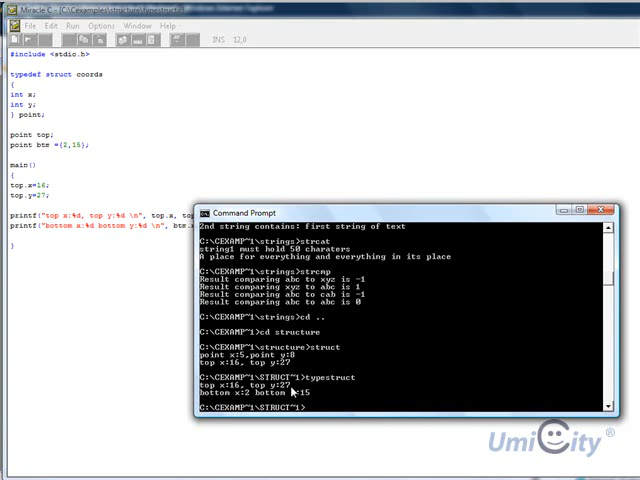 Miracle C - [C:\Cexamples\structure\typestruct.c]
File Edit Run Options Window Help
INS 12,0
#include <stdio.h>
typedef struct coords
{
int x;
int y;
} point;
point top;
point btm ={2,15};
main()
{
top.x=16;
top.y=27;
printf("top x:%d, top y:%d \n", top.x, top
printf("bottom x:%d bottom y:%d \n", btm.x
}
Command Prompt
2nd string contains: first string of text
C:\CEXAMP~1\strings>strcat
string1 must hold 50 charaters
A place for everything and everything in its place
C:\CEXAMP~1\strings>strcmp
Result comparing abc to xyz is -1
Result comparing xyz to abc is 1
Result comparing abc to cab is -1
Result comparing abc to abc is 0
C:\CEXAMP~1\strings>cd ..
C:\CEXAMP~1>cd structure
C:\CEXAMP~1\structure>struct
point x:5,point y:8
top x:16, top y:27
C:\CEXAMP~1\STRUCT~1>typestruct
top x:16, top y:27
bottom x:2 bottom :15
C:\CEXAMP~1\STRUCT~1>
UmiCity ®